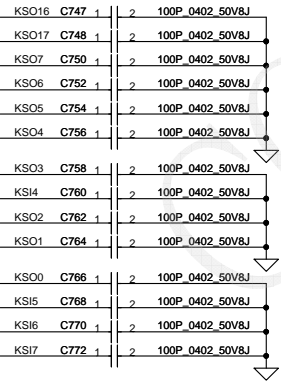 KSO16 C747 1 2 100P_0402_50V8J
KSO17 C748 1 2 100P_0402_50V8J
KSO7 C750 1 2 100P_0402_50V8J
KSO6 C752 1 2 100P_0402_50V8J
KSO5 C754 1 2 100P_0402_50V8J
KSO4 C756 1 2 100P_0402_50V8J
KSO3 C758 1 2 100P_0402_50V8J
KSI4 C760 1 2 100P_0402_50V8J
KSO2 C762 1 2 100P_0402_50V8J
KSO1 C764 1 2 100P_0402_50V8J
KSO0 C766 1 2 100P_0402_50V8J
KSI5 C768 1 2 100P_0402_50V8J
KSI6 C770 1 2 100P_0402_50V8J
KSI7 C772 1 2 100P_0402_50V8J